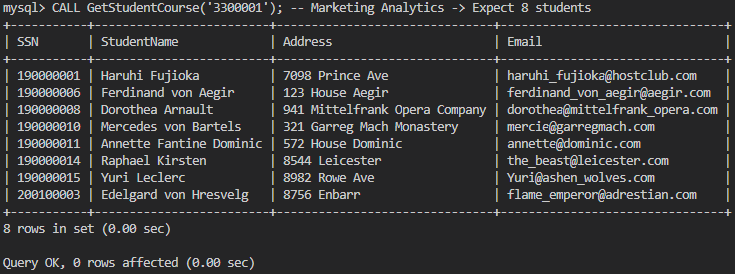 mysql> CALL GetStudentCourse('3300001'); -- Marketing Analytics -> Expect 8 students
+-----------+-------------------------+-----------------------------+------------------------------------+
| SSN       | StudentName             | Address                     | Email                              |
+-----------+-------------------------+-----------------------------+------------------------------------+
| 190000001 | Haruhi Fujioka          | 7098 Prince Ave             | haruhi_fujioka@hostclub.com        |
| 190000006 | Ferdinand von Aegir     | 123 House Aegir             | ferdinand_von_aegir@aegir.com      |
| 190000008 | Dorothea Arnault        | 941 Mittelfrank Opera Company | dorothea@mittelfrank_opera.com   |
| 190000010 | Mercedes von Bartels    | 321 Garreg Mach Monastery   | mercie@garregmach.com              |
| 190000011 | Annette Fantine Dominic | 572 House Dominic           | annette@dominic.com                |
| 190000014 | Raphael Kirsten         | 8544 Leicester              | the_beast@leicester.com            |
| 190000015 | Yuri Leclerc            | 8982 Rowe Ave               | Yuri@ashen_wolves.com              |
| 200100003 | Edelgard von Hresvelg   | 8756 Enbarr                 | flame_emperor@adrestian.com        |
+-----------+-------------------------+-----------------------------+------------------------------------+
8 rows in set (0.00 sec)
Query OK, 0 rows affected (0.00 sec)